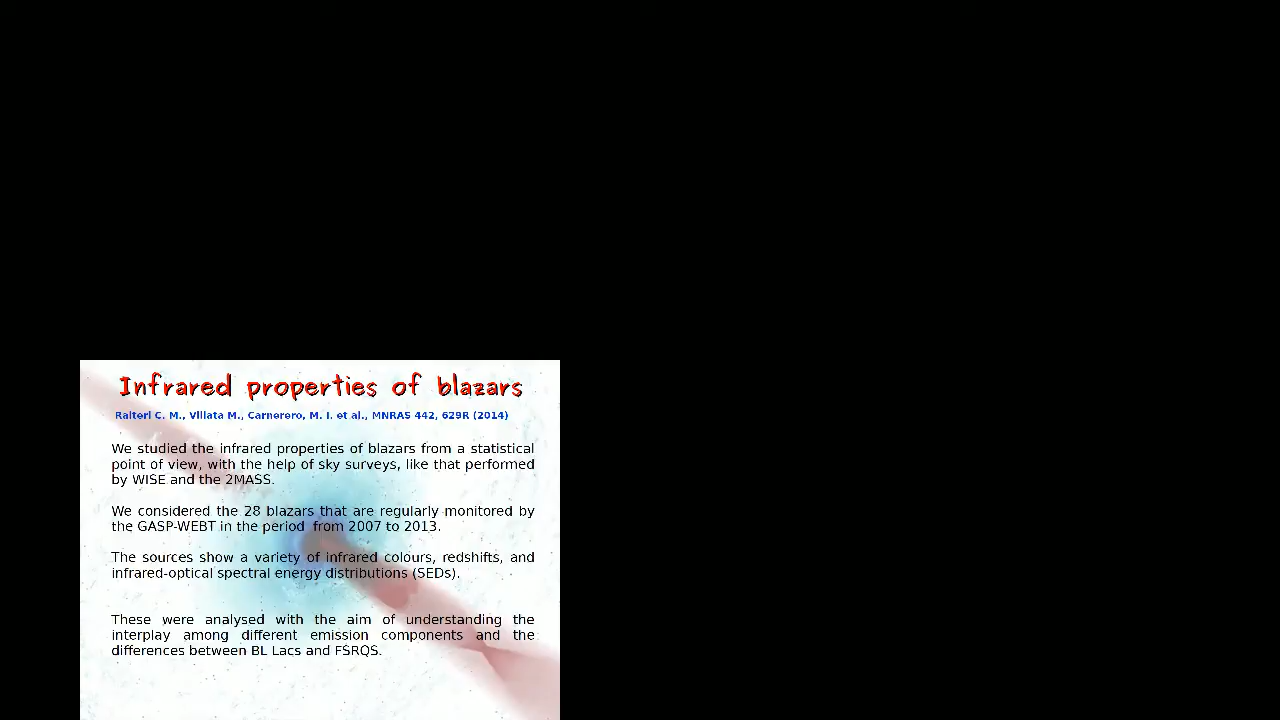 Infrared properties of blazars
Raiteri C. M., Villata M., Carnerero, M. I. et al., MNRAS 442, 629R (2014)
We studied the infrared properties of blazars from a statistical
point of view, with the help of sky surveys, like that performed
by WISE and the 2MASS.
We considered the 28 blazars that are regularly monitored by
the GASP-WEBT in the period from 2007 to 2013.
The sources show a variety of infrared colours, redshifts, and
infrared-optical spectral energy distributions (SEDs).
These were analysed with the aim of understanding the
interplay among different emission components and the
differences between BL Lacs and FSRQS.